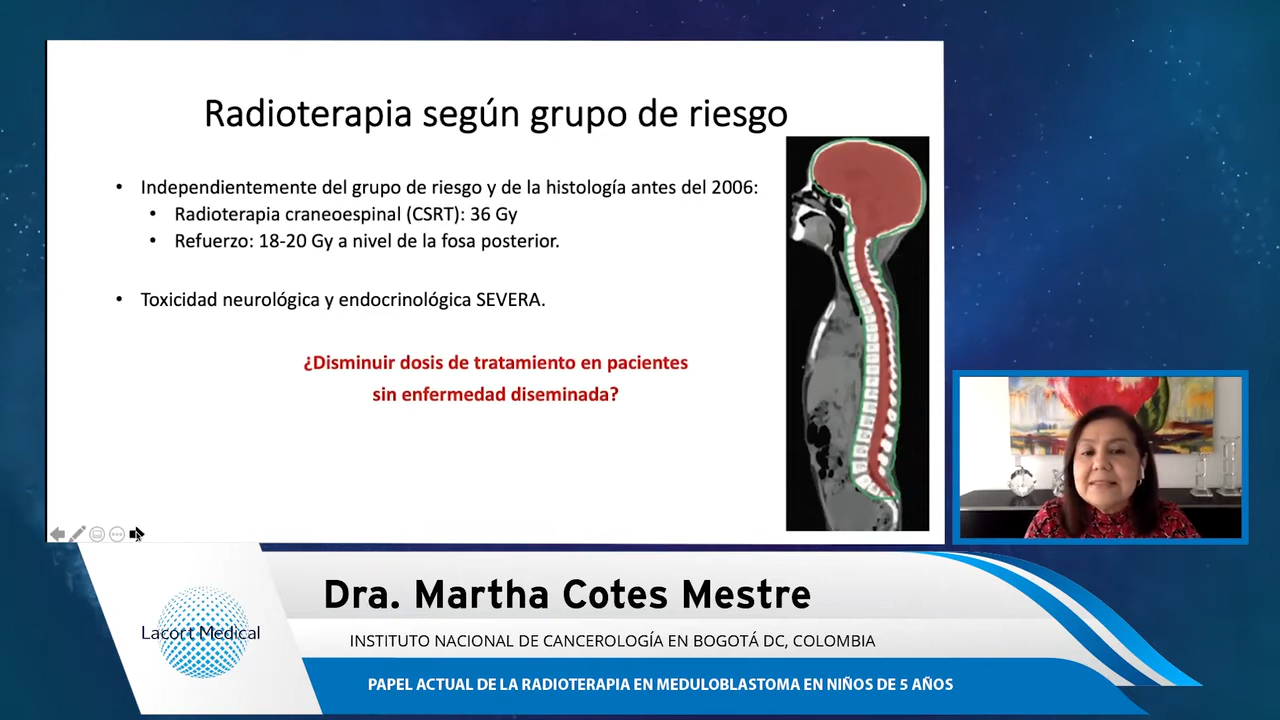 Radioterapia según grupo de riesgo
• Independientemente del grupo de riesgo y de la histología antes del 2006:
• Radioterapia craneoespinal (CSRT): 36 Gy
• Refuerzo: 18-20 Gy a nivel de la fosa posterior.
• Toxicidad neurológica y endocrinológica SEVERA.
¿Disminuir dosis de tratamiento en pacientes
sin enfermedad diseminada?
Lacort Medical
Dra. Martha Cotes Mestre
INSTITUTO NACIONAL DE CANCEROLOGÍA EN BOGOTÁ DC, COLOMBIA
PAPEL ACTUAL DE LA RADIOTERAPIA EN MEDULOBLASTOMA EN NIÑOS DE 5 AÑOS